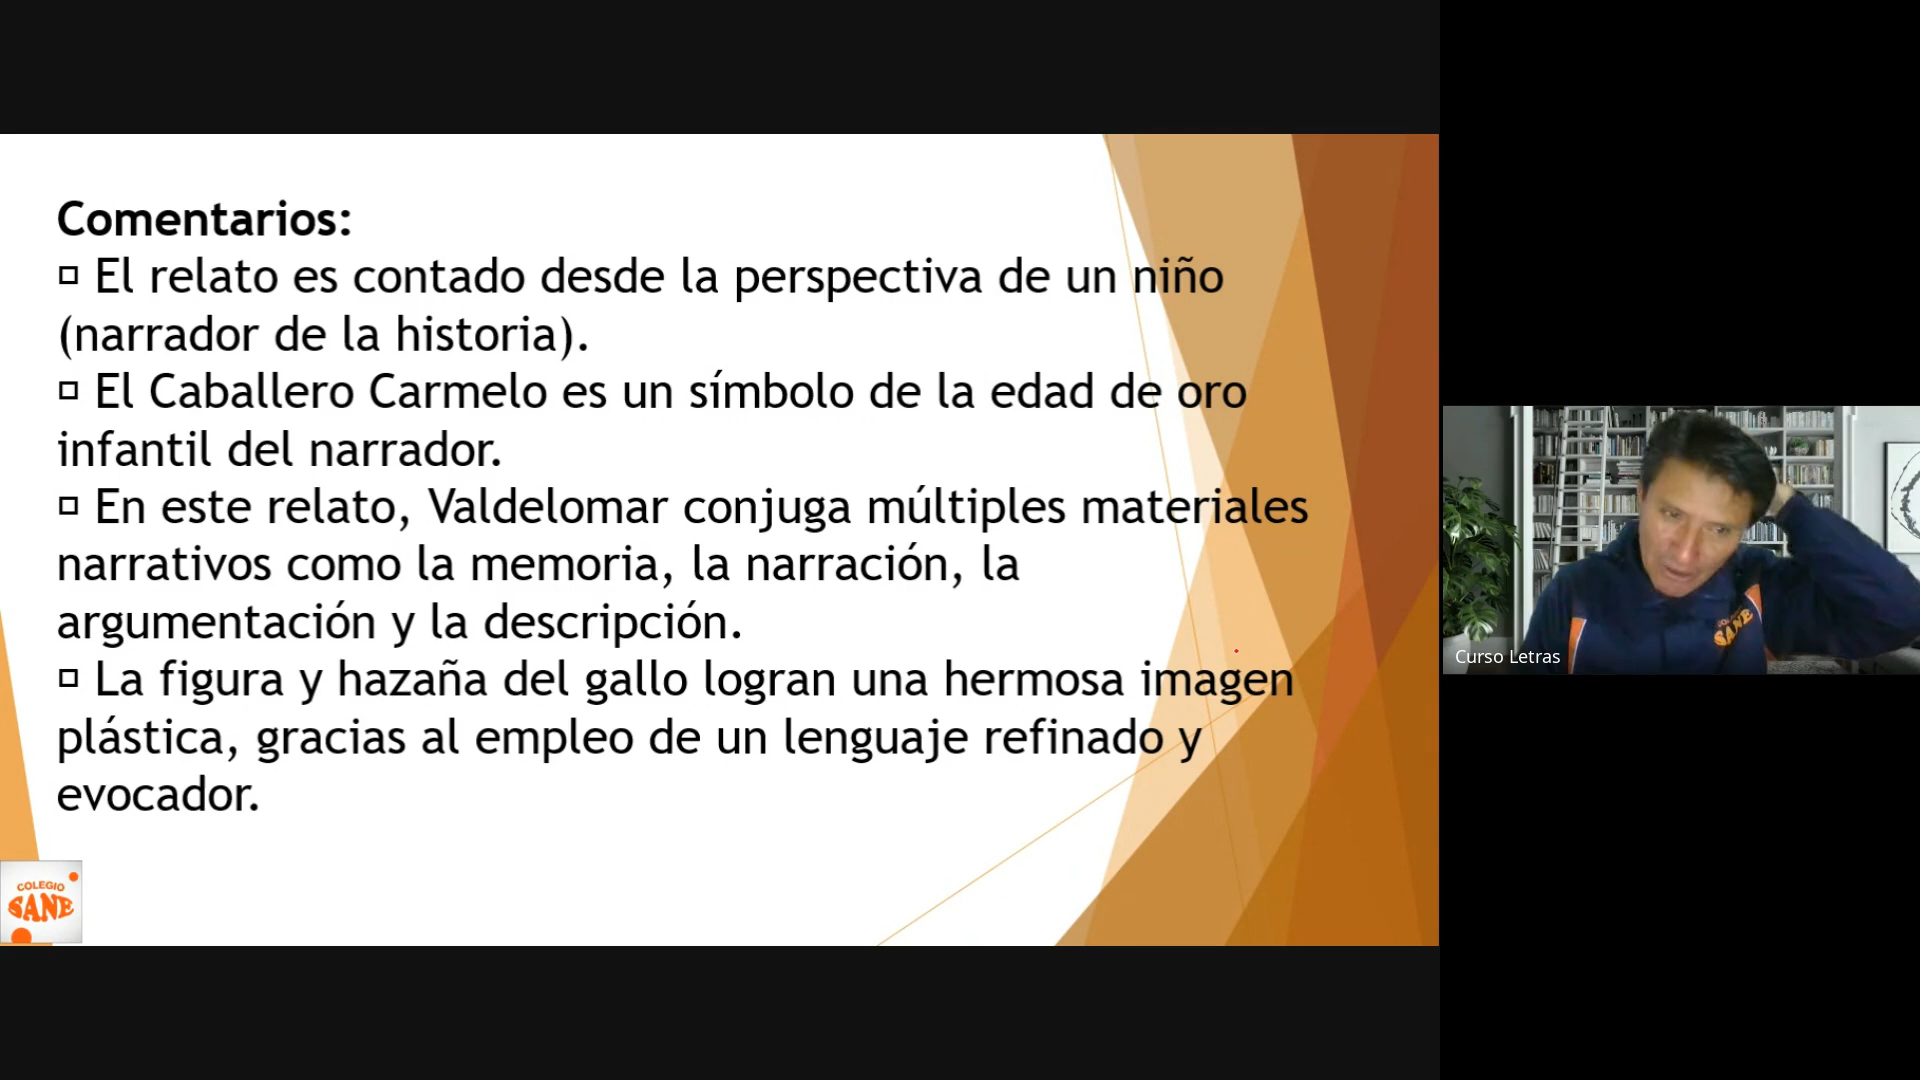 Comentarios:
▯ El relato es contado desde la perspectiva de un niño
(narrador de la historia).
▯ El Caballero Carmelo es un símbolo de la edad de oro
infantil del narrador.
▯ En este relato, Valdelomar conjuga múltiples materiales
narrativos como la memoria, la narración, la
argumentación y la descripción.
▯ La figura y hazaña del gallo logran una hermosa imagen
plástica, gracias al empleo de un lenguaje refinado y
evocador.
COLEGIO
SANE
SANE
Curso Letras